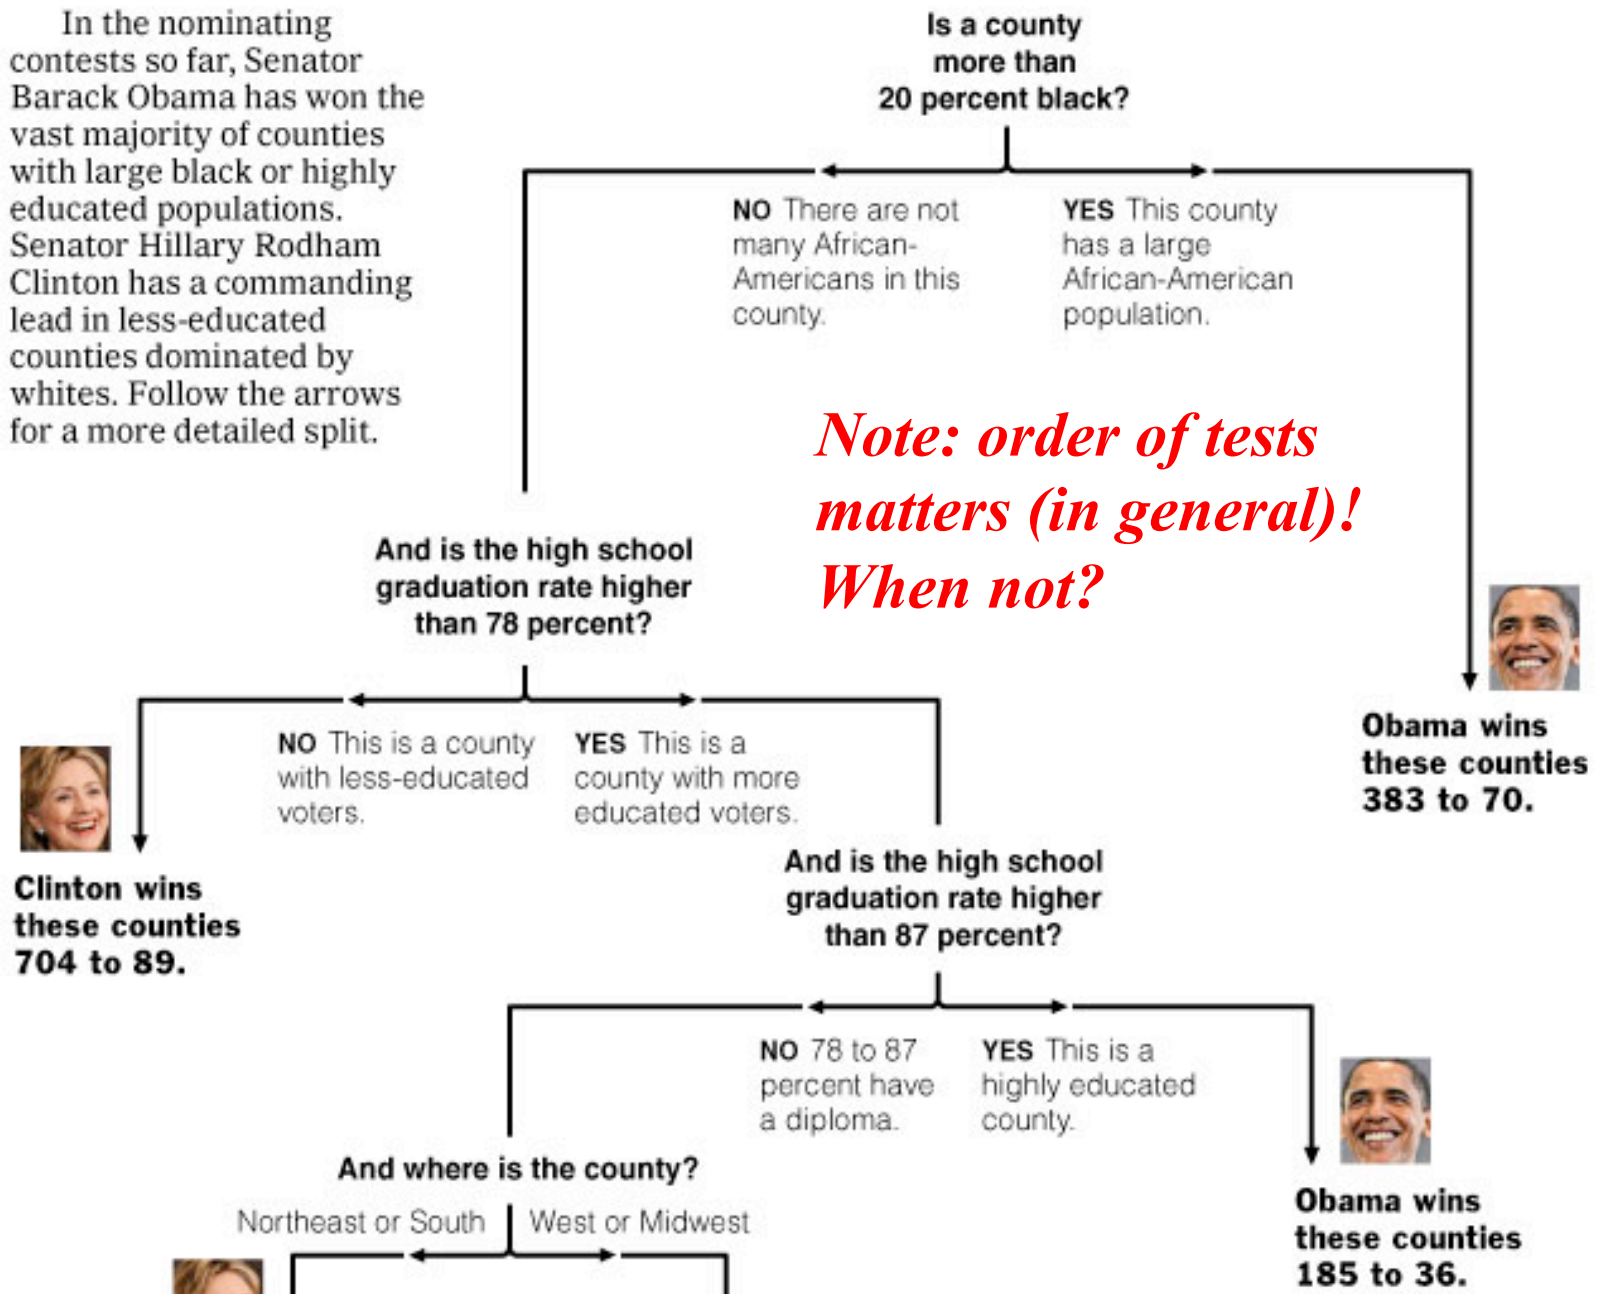 In the nominating
contests so far, Senator
Barack Obama has won the
vast majority of counties
with large black or highly
educated populations.
Senator Hillary Rodham
Clinton has a commanding
lead in less-educated
counties dominated by
whites. Follow the arrows
for a more detailed split.
Is a county
more than
20 percent black?
NO There are not
many African-
Americans in this
county.
YES This county
has a large
African-American
population.
Note: order of tests
matters (in general)!
When not?
And is the high school
graduation rate higher
than 78 percent?
Obama wins
these counties
383 to 70.
NO This is a county
with less-educated
voters.
YES This is a
county with more
educated voters.
Clinton wins
these counties
704 to 89.
And is the high school
graduation rate higher
than 87 percent?
NO 78 to 87
percent have
a diploma.
YES This is a
highly educated
county.
And where is the county?
Northeast or South
West or Midwest
Obama wins
these counties
185 to 36.